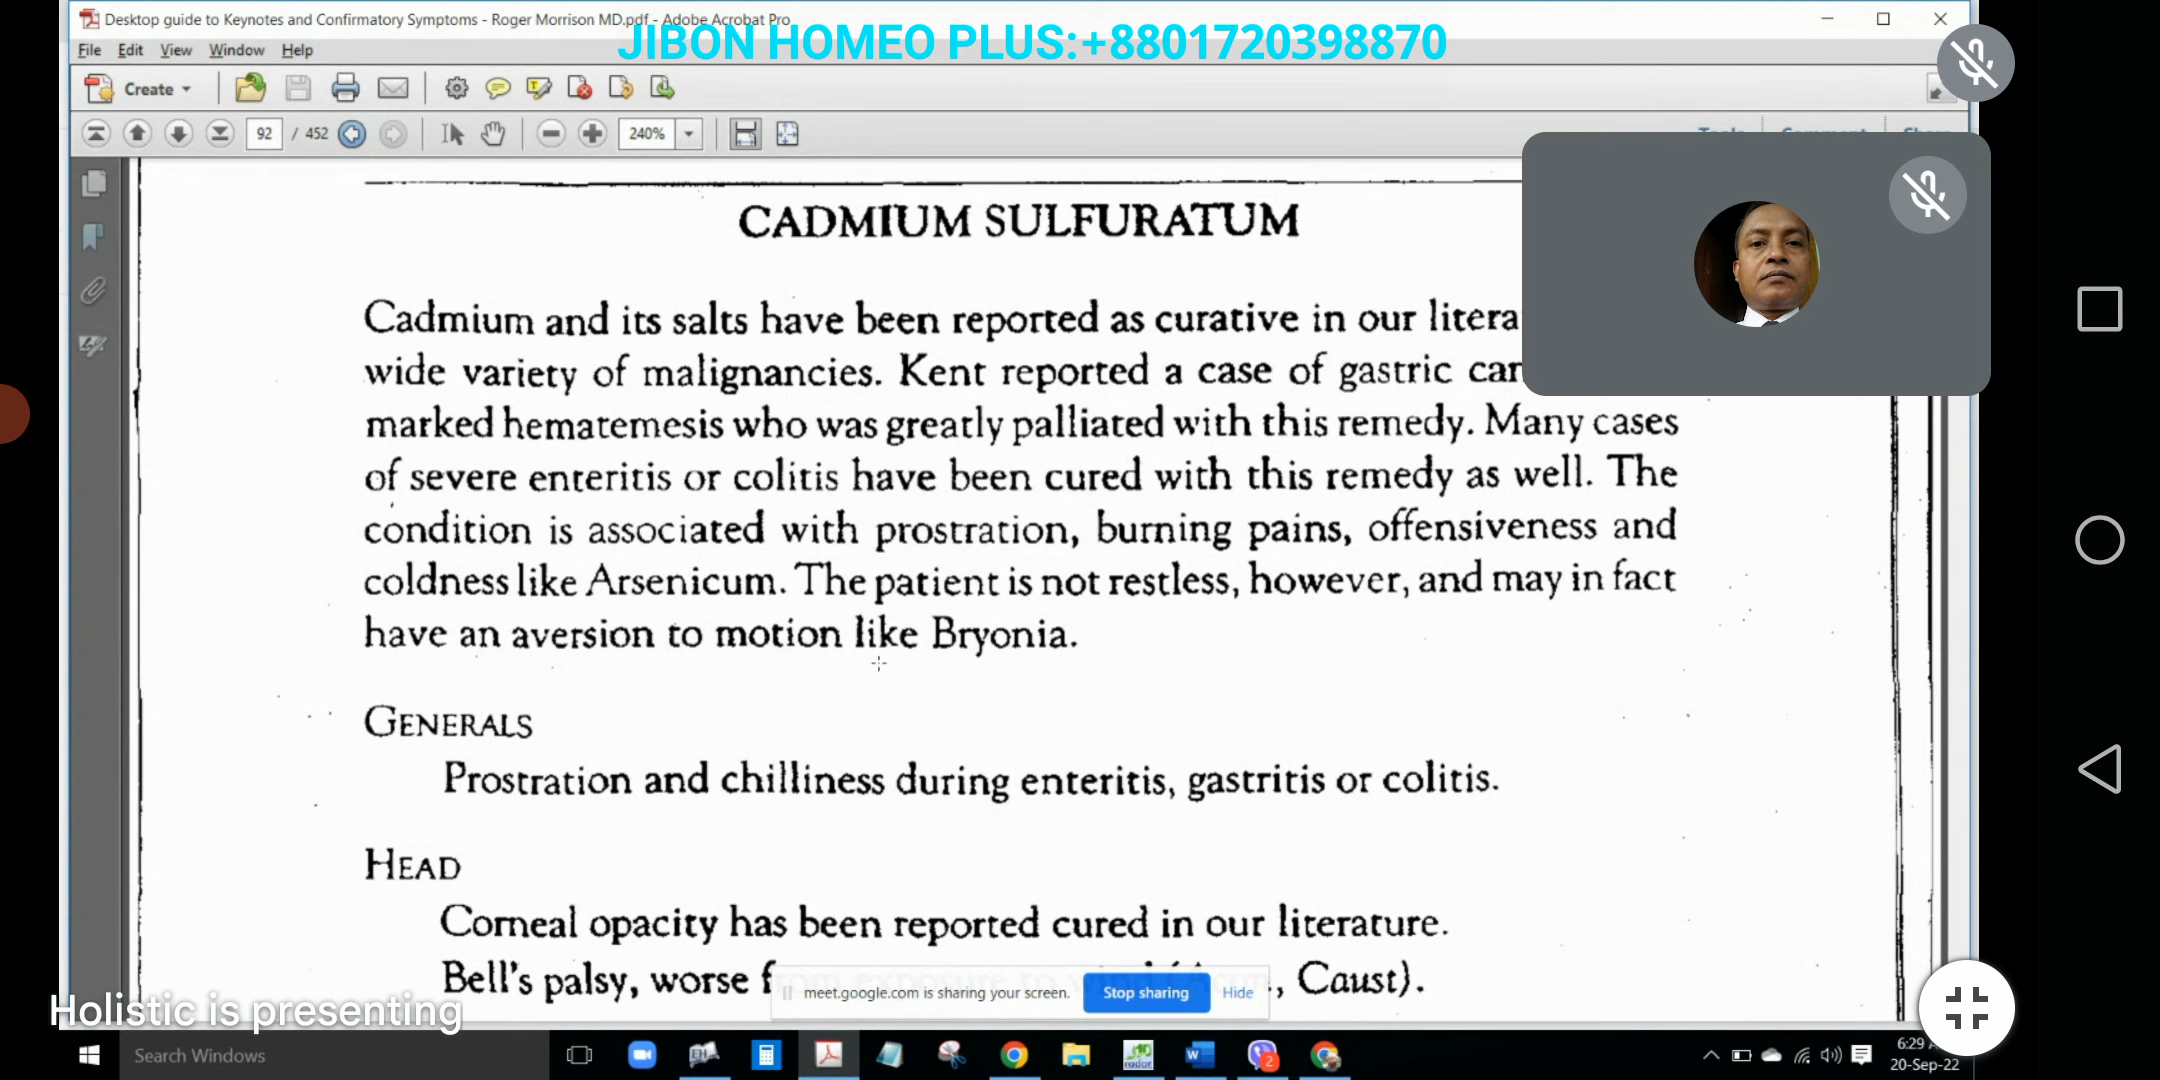 Desktop guide to Keynotes and Confirmatory Symptoms - Roger Morrison MD.pdf - Adobe Acrobat Pro
JIBON HOMEO PLUS:+8801720398870
File Edit View Window Help
Create
92 / 452 240%
Tools Comment Share
CADMIUM SULFURATUM
Cadmium and its salts have been reported as curative in our litera
wide variety of malignancies. Kent reported a case of gastric can
marked hematemesis who was greatly palliated with this remedy. Many cases
of severe enteritis or colitis have been cured with this remedy as well. The
condition is associated with prostration, burning pains, offensiveness and
coldness like Arsenicum. The patient is not restless, however, and may in fact
have an aversion to motion like Bryonia.
GENERALS
Prostration and chilliness during enteritis, gastritis or colitis.
HEAD
Corneal opacity has been reported cured in our literature.
Bell's palsy, worse f ., Caust).
meet.google.com is sharing your screen. Stop sharing Hide
Holistic is presenting
Search Windows
2
6:29
20-Sep-22